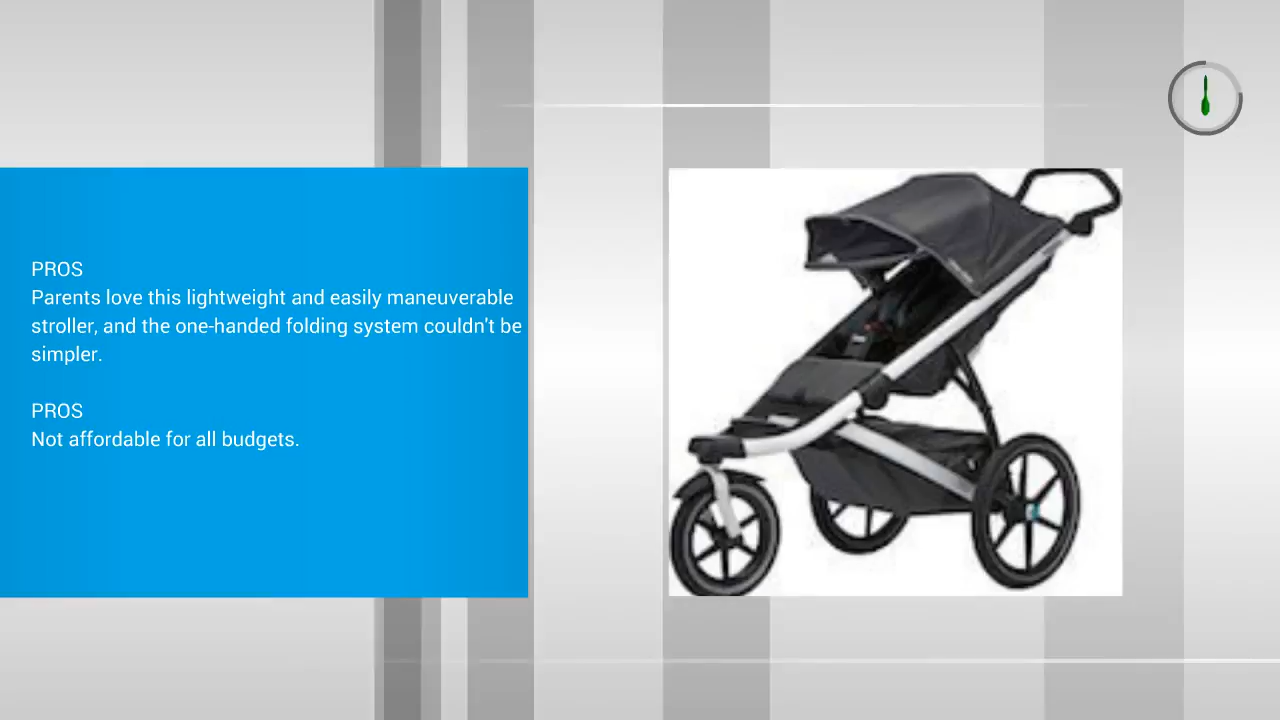 PROS
Parents love this lightweight and easily maneuverable
stroller, and the one-handed folding system couldn't be
simpler.
PROS
Not affordable for all budgets.